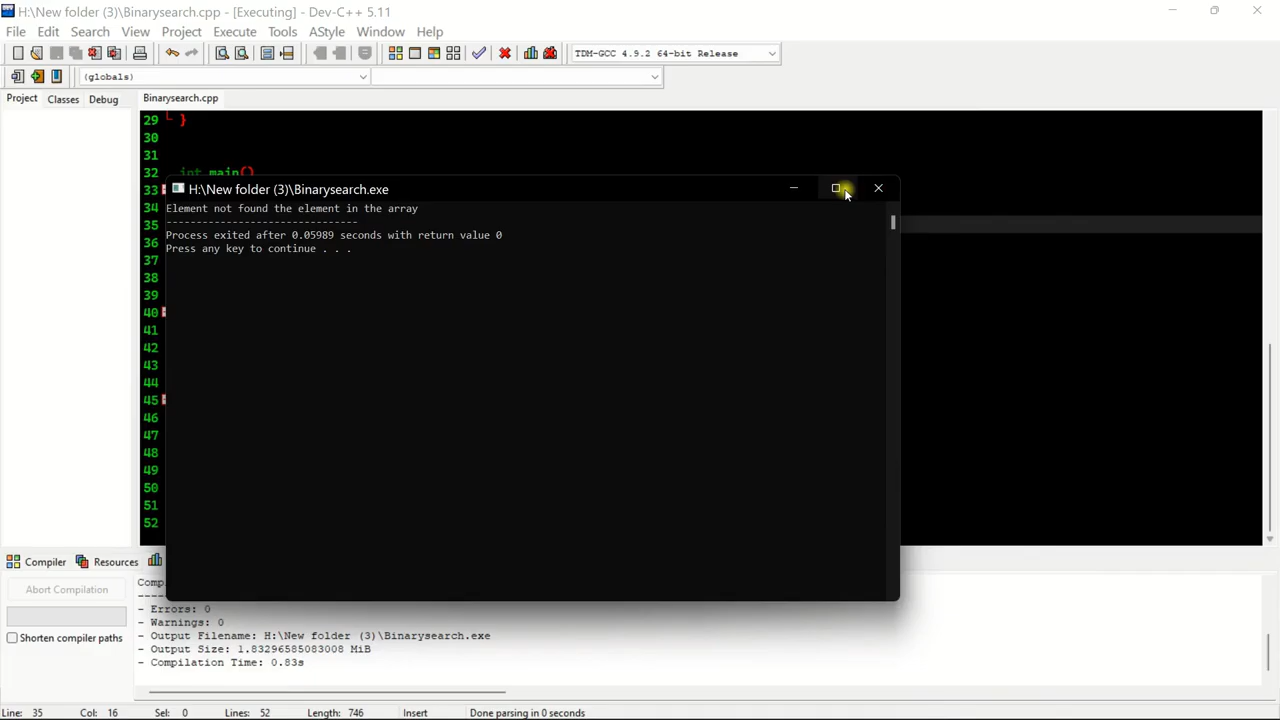 H:\New folder (3)\Binarysearch.cpp - [Executing] - Dev-C++ 5.11
File Edit Search View Project Execute Tools AStyle Window Help
TDM-GCC 4.9.2 64-bit Release
(globals)
Project Classes Debug Binarysearch.cpp
29 }
30
31
32 int main()
33 H:\New folder (3)\Binarysearch.exe
34 Element not found the element in the array
35 --------------------------------
36 Process exited after 0.05989 seconds with return value 0
Press any key to continue . . .
37
38
39
40
41
42
43
44
45
46
47
48
49
50
51
52
Compiler Resources
Abort Compilation
Shorten compiler paths
- Errors: 0
- Warnings: 0
- Output Filename: H:\New folder (3)\Binarysearch.exe
- Output Size: 1.83296585083008 MiB
- Compilation Time: 0.83s
Line: 35 Col: 16 Sel: 0 Lines: 52 Length: 746 Insert Done parsing in 0 seconds